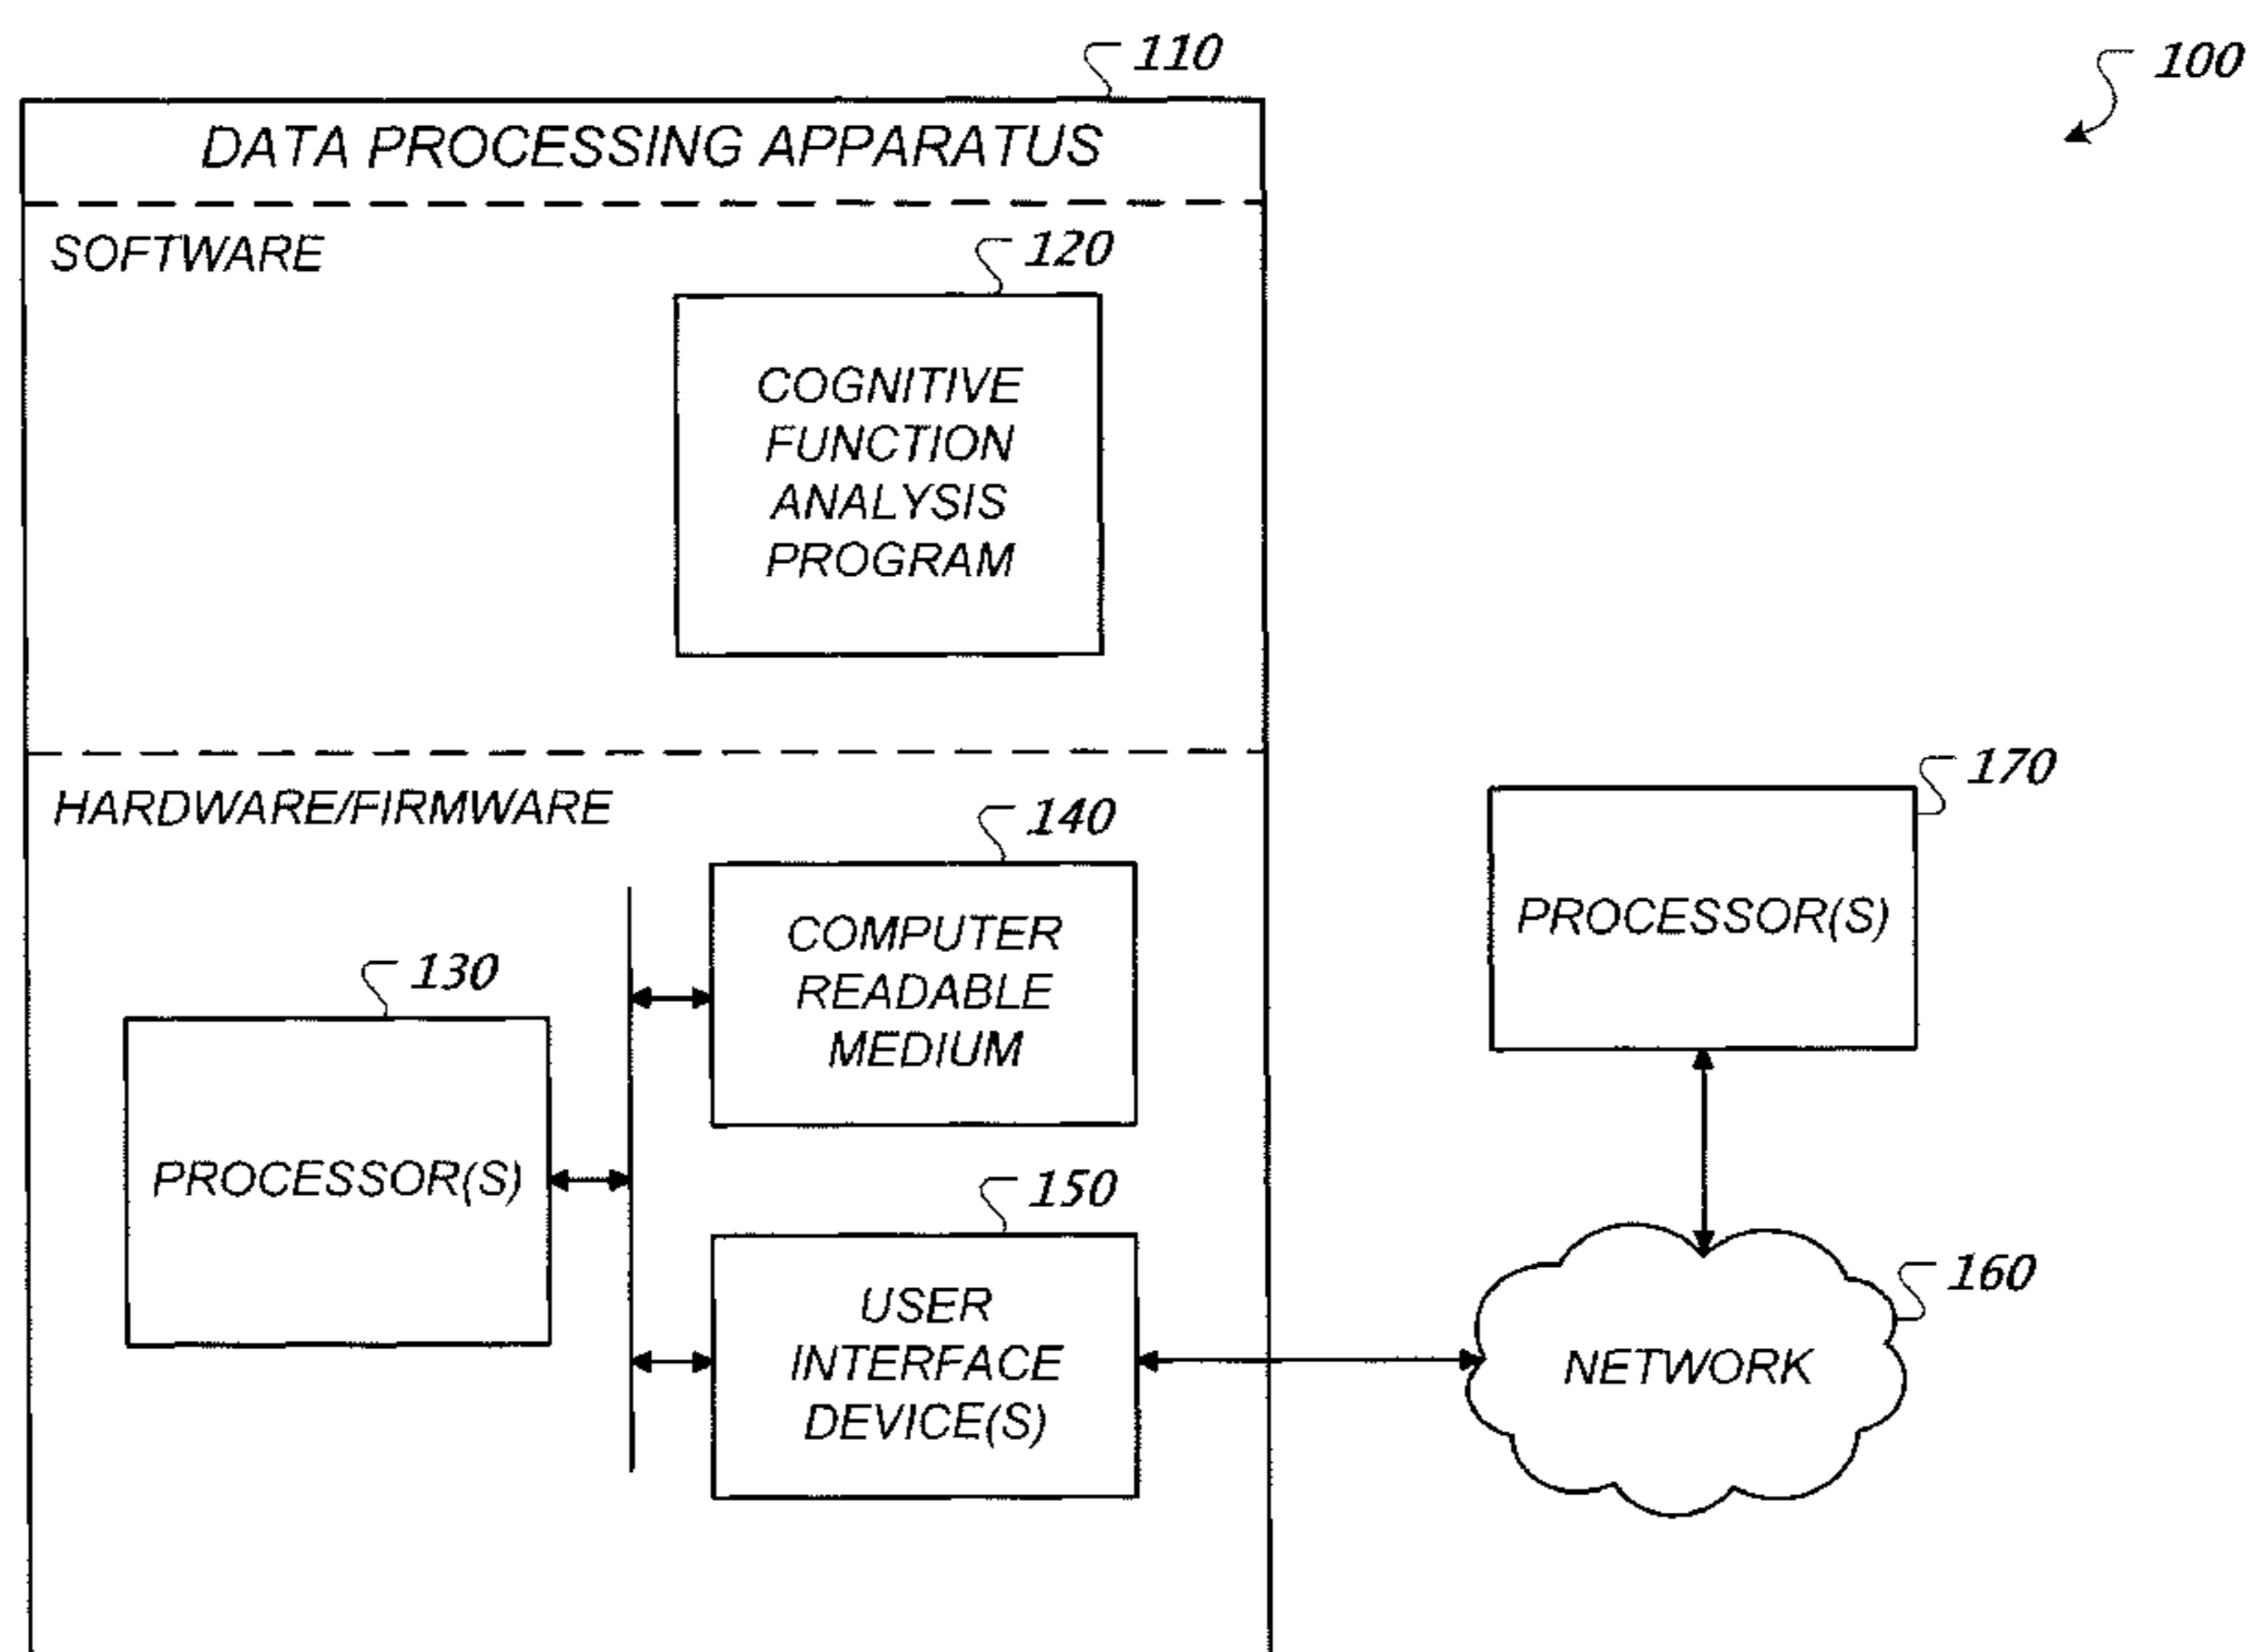 110
100
DATA PROCESSING APPARATUS
SOFTWARE
120
COGNITIVE
FUNCTION
ANALYSIS
PROGRAM
HARDWARE/FIRMWARE
140
COMPUTER
READABLE
MEDIUM
130
PROCESSOR(S)
150
USER
INTERFACE
DEVICE(S)
170
PROCESSOR(S)
160
NETWORK